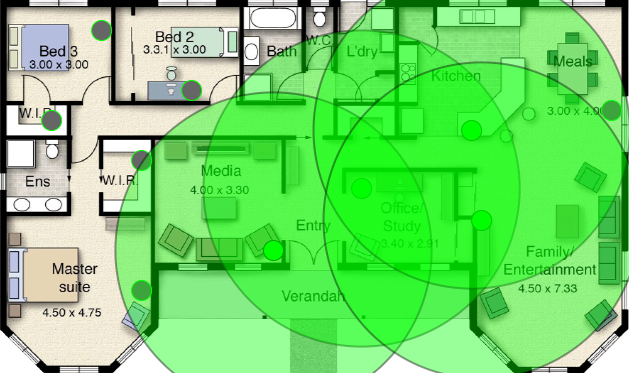 Bed 3
3.00 x 3.00
Bed 2
3.3.1 x 3.00
Bath
W.C.
L'dry
Kitchen
Meals
3.00 x 4.0
W.I.R.
Ens
W.I.R.
Media
4.00 x 3.30
Entry
Office/
Study
3.40 x 2.91
Master
suite
4.50 x 4.75
Verandah
Family/
Entertainment
4.50 x 7.33